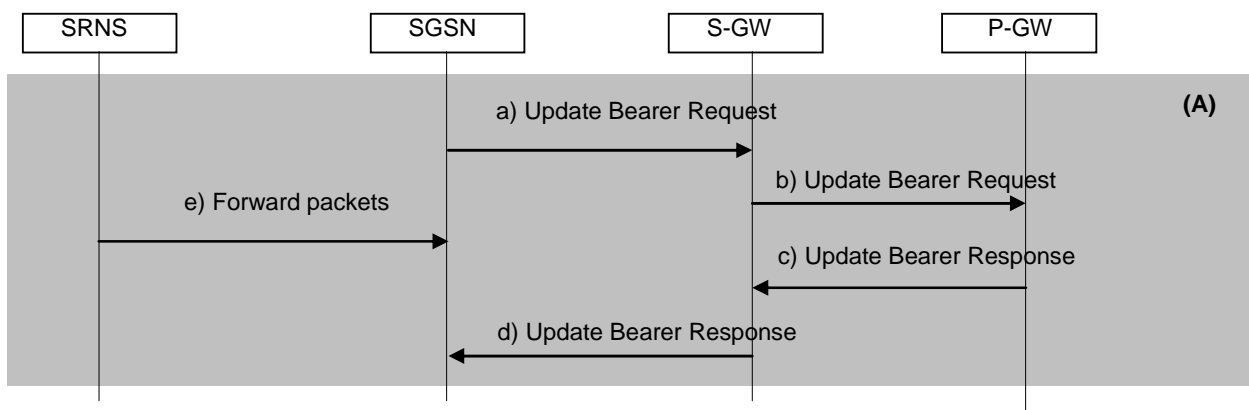 SRNS
SGSN
S-GW
P-GW
(A)
a) Update Bearer Request
b) Update Bearer Request
e) Forward packets
c) Update Bearer Response
d) Update Bearer Response